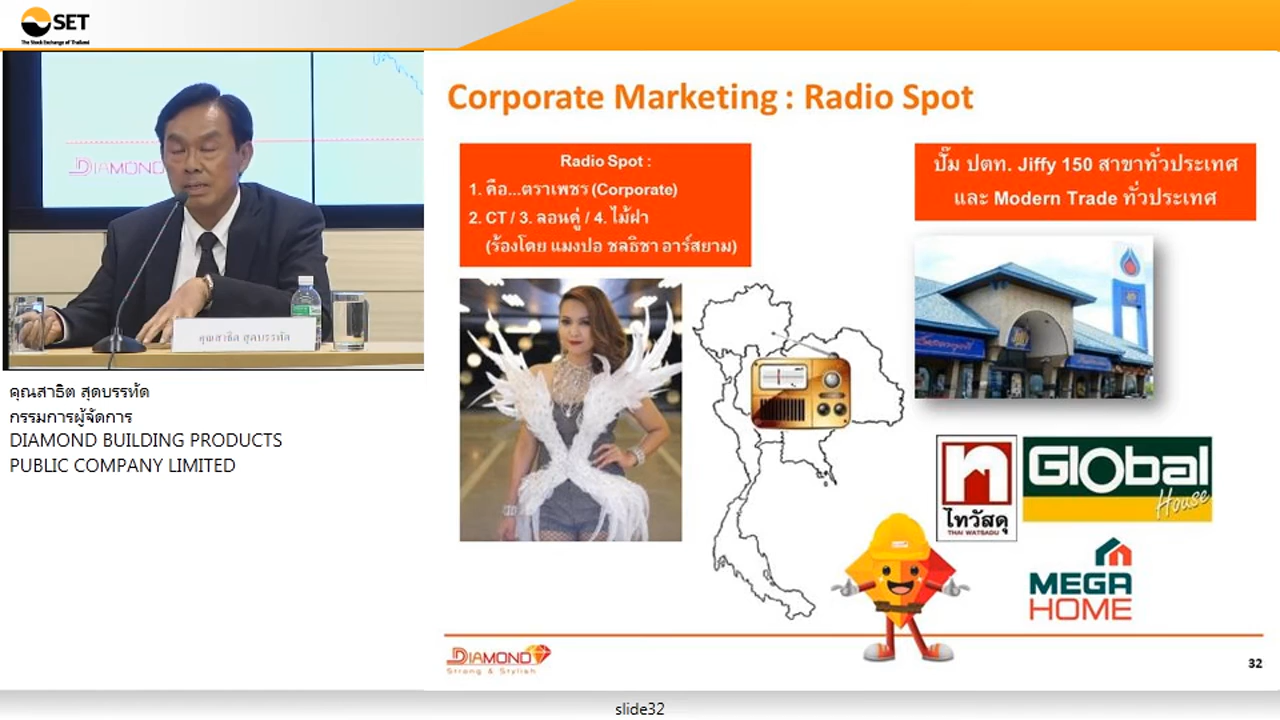 SET
The Stock Exchange of Thailand
DIAMOND
คุณสาธิต สุดบรรทัด
คุณสาธิต สุดบรรทัด
กรรมการผู้จัดการ
DIAMOND BUILDING PRODUCTS
PUBLIC COMPANY LIMITED
Corporate Marketing : Radio Spot
Radio Spot :
1. คือ...ตราเพชร (Corporate)
2. CT / 3. ลอนคู่ / 4. ไม้ฝา
(ร้องโดย แมงปอ ชลธิชา อาร์สยาม)
ปั๊ม ปตท. Jiffy 150 สาขาทั่วประเทศ
และ Modern Trade ทั่วประเทศ
ไทวัสดุ
THAI WATSADU
Global
House
MEGA
HOME
DIAMOND
Strong & Stylish
32
slide32